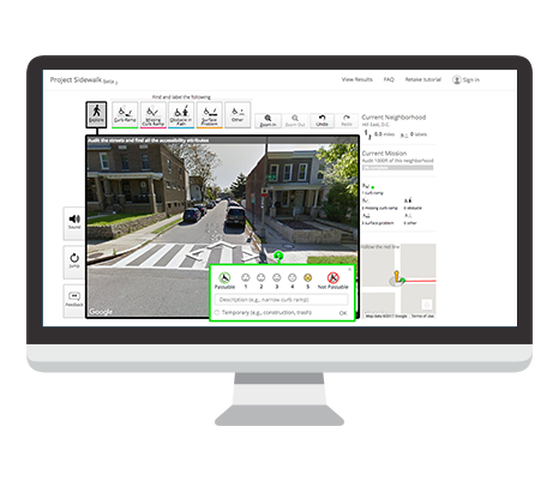 Project Sidewalk Beta
View Results FAQ Retake tutorial Sign in
Find and label the following
Explore
Curb Ramp
Missing
Curb Ramp
Obstacle in
Path
Surface
Problem
Other
Zoom In
Zoom Out
Undo
Redo
Current Neighborhood
Hill East, D.C.
0.0 miles
0 labels
Current Mission
Audit 1000ft of this neighborhood
Audit the streets and find all the accessibility attributes
1 curb ramp
0 missing curb ramp
0 obstacle
0 surface problem
0 other
Sound
Jump
Feedback
Follow the red line
Passable
1 2 3 4 5
Not Passable
Description (e.g., narrow curb ramp)
Temporary (e.g., construction, trash)
OK
Google
Map data ©2017 Google
Terms of Use